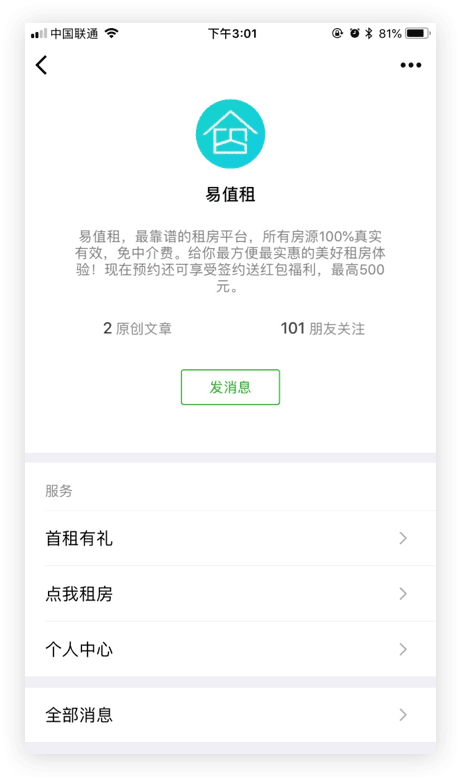 中国联通 下午3:01 81%
易值租
易值租，最靠谱的租房平台，所有房源100%真实
有效，免中介费。给你最方便最实惠的美好租房体
验！现在预约还可享受签约送红包福利，最高500
元。
2 原创文章 101 朋友关注
发消息
服务
首租有礼
点我租房
个人中心
全部消息